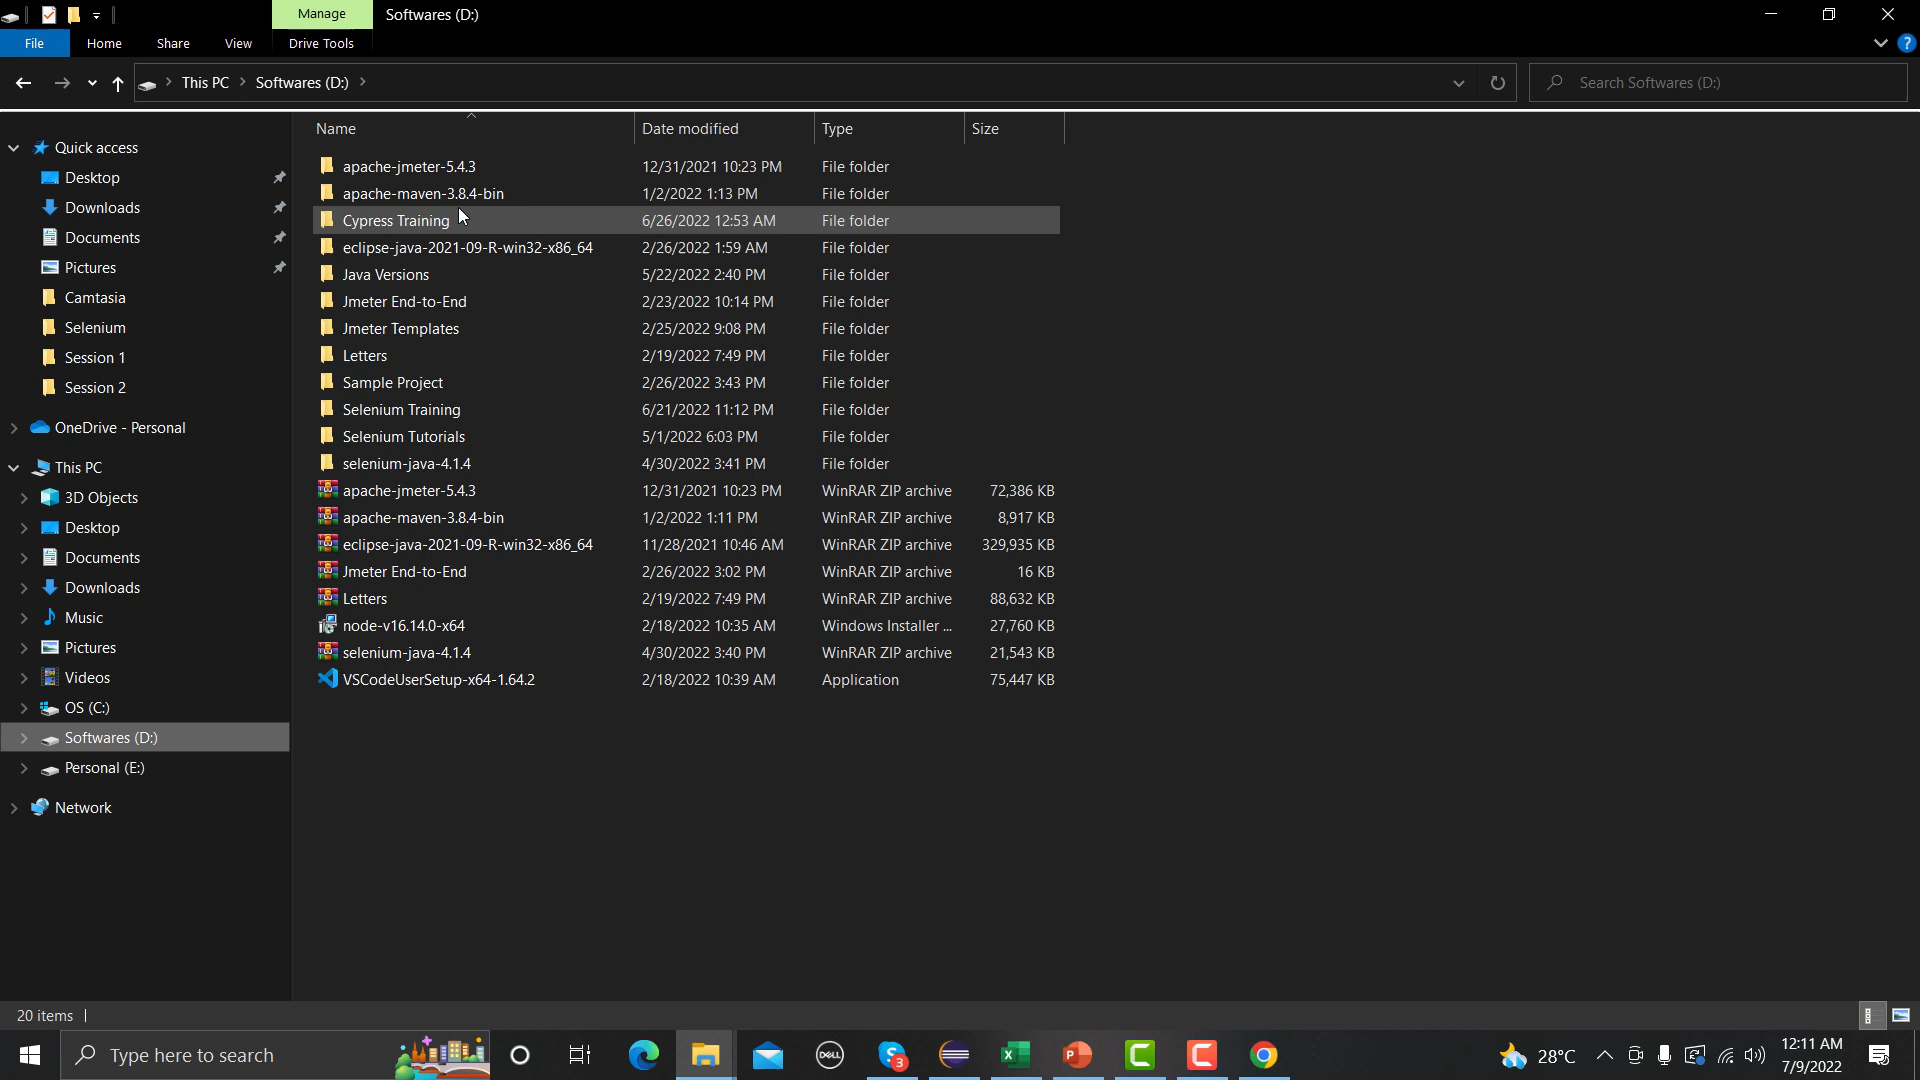 Manage
Softwares (D:)
File
Home
Share
View
Drive Tools
?
This PC
Softwares (D:)
Search Softwares (D:)
Name
Date modified
Type
Size
Quick access
Desktop
Downloads
Documents
Pictures
Camtasia
Selenium
Session 1
Session 2
OneDrive - Personal
This PC
3D Objects
Desktop
Documents
Downloads
Music
Pictures
Videos
OS (C:)
Softwares (D:)
Personal (E:)
Network
apache-jmeter-5.4.3 12/31/2021 10:23 PM File folder
apache-maven-3.8.4-bin 1/2/2022 1:13 PM File folder
Cypress Training 6/26/2022 12:53 AM File folder
eclipse-java-2021-09-R-win32-x86_64 2/26/2022 1:59 AM File folder
Java Versions 5/22/2022 2:40 PM File folder
Jmeter End-to-End 2/23/2022 10:14 PM File folder
Jmeter Templates 2/25/2022 9:08 PM File folder
Letters 2/19/2022 7:49 PM File folder
Sample Project 2/26/2022 3:43 PM File folder
Selenium Training 6/21/2022 11:12 PM File folder
Selenium Tutorials 5/1/2022 6:03 PM File folder
selenium-java-4.1.4 4/30/2022 3:41 PM File folder
apache-jmeter-5.4.3 12/31/2021 10:23 PM WinRAR ZIP archive 72,386 KB
apache-maven-3.8.4-bin 1/2/2022 1:11 PM WinRAR ZIP archive 8,917 KB
eclipse-java-2021-09-R-win32-x86_64 11/28/2021 10:46 AM WinRAR ZIP archive 329,935 KB
Jmeter End-to-End 2/26/2022 3:02 PM WinRAR ZIP archive 16 KB
Letters 2/19/2022 7:49 PM WinRAR ZIP archive 88,632 KB
node-v16.14.0-x64 2/18/2022 10:35 AM Windows Installer ... 27,760 KB
selenium-java-4.1.4 4/30/2022 3:40 PM WinRAR ZIP archive 21,543 KB
VSCodeUserSetup-x64-1.64.2 2/18/2022 10:39 AM Application 75,447 KB
20 items
Type here to search
DELL
3
28°C
12:11 AM
7/9/2022